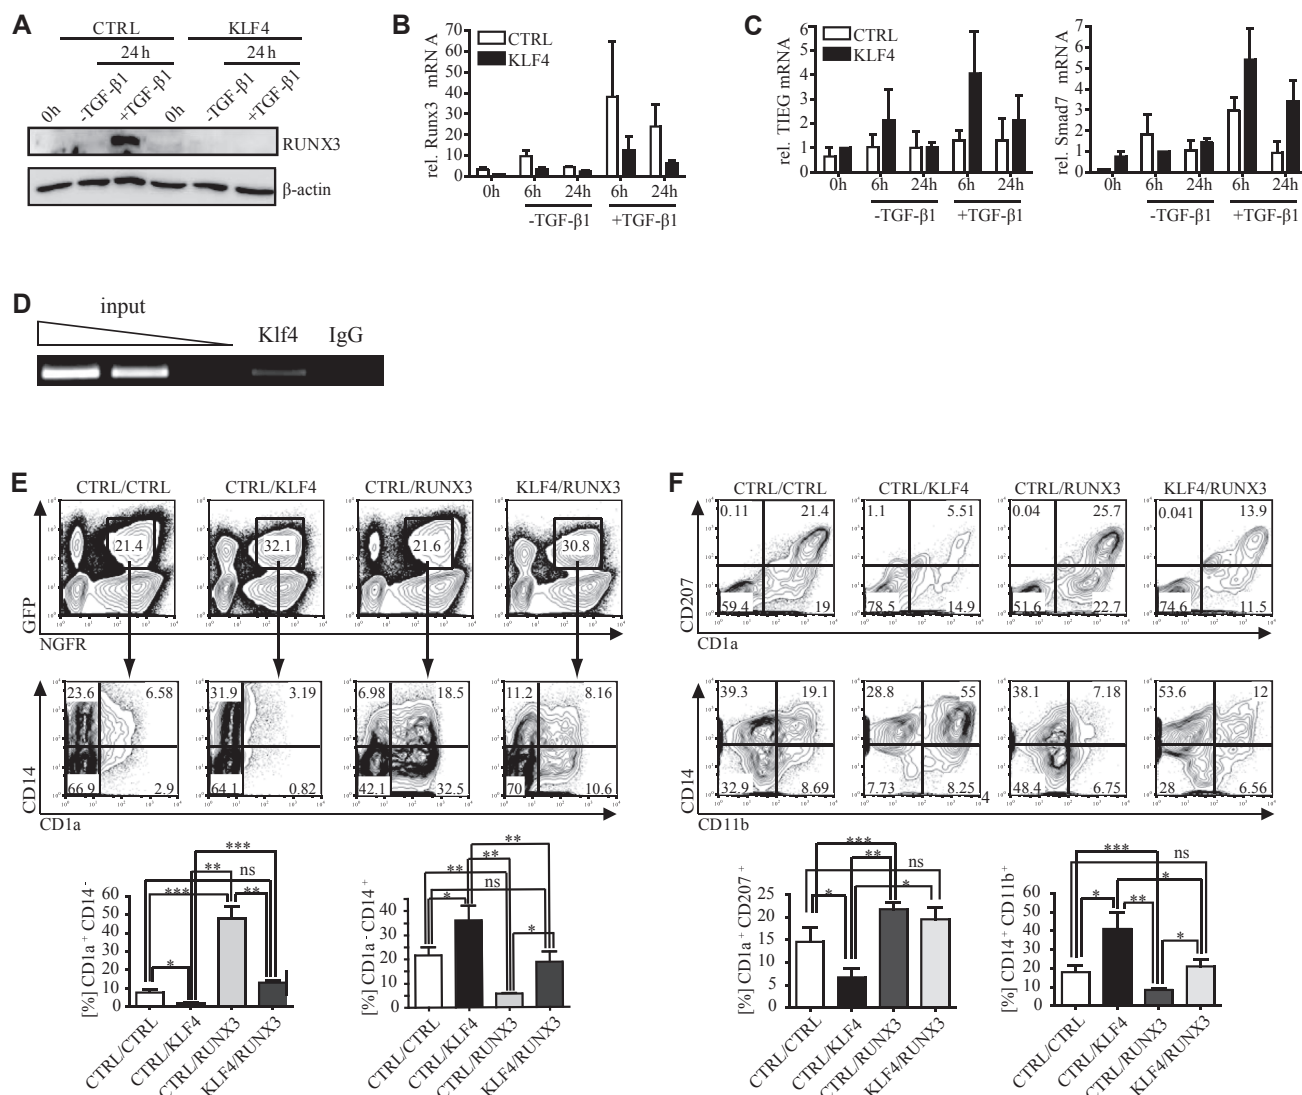 A
CTRL KLF4
24h 24h
0h -TGF-β1 +TGF-β1 0h -TGF-β1 +TGF-β1
RUNX3
β-actin
B
rel. Runx3 mRNA
70
60
50
40
30
20
10
0
CTRL
KLF4
0h 6h 24h 6h 24h
-TGF-β1 +TGF-β1
C
rel. TIEG mRNA
6
5
4
3
2
1
0
CTRL
KLF4
0h 6h 24h 6h 24h
-TGF-β1 +TGF-β1
rel. Smad7 mRNA
7
6
5
4
3
2
1
0
0h 6h 24h 6h 24h
-TGF-β1 +TGF-β1
D
input Klf4 IgG
E
CTRL/CTRL CTRL/KLF4 CTRL/RUNX3 KLF4/RUNX3
21.4 32.1 21.6 30.8
GFP
NGFR
23.6 6.58 31.9 3.19 6.98 18.5 11.2 8.16
66.9 2.9 64.1 0.82 42.1 32.5 70 10.6
CD14
CD1a
*** 
** ns
*** **
*
[%] CD1a+ CD14-
60
50
40
30
20
10
0
CTRL/CTRL CTRL/KLF4 CTRL/RUNX3 KLF4/RUNX3
**
** **
* ns
*
[%] CD1a- CD14+
40
30
20
10
0
CTRL/CTRL CTRL/KLF4 CTRL/RUNX3 KLF4/RUNX3
F
CTRL/CTRL CTRL/KLF4 CTRL/RUNX3 KLF4/RUNX3
0.11 21.4 1.1 5.51 0.04 25.7 0.041 13.9
59.4 19 78.5 14.9 51.6 22.7 74.6 11.5
CD207
CD1a
39.3 19.1 28.8 55 38.1 7.18 53.6 12
32.9 8.69 7.73 8.25 4 48.4 6.75 28 6.56
CD14
CD11b
***
** ns
* *
[%] CD1a+ CD207+
25
20
15
10
5
0
CTRL/CTRL CTRL/KLF4 CTRL/RUNX3 KLF4/RUNX3
*** ns
*
* **
*
[%] CD14+ CD11b+
60
50
40
30
20
10
0
CTRL/CTRL CTRL/KLF4 CTRL/RUNX3 KLF4/RUNX3